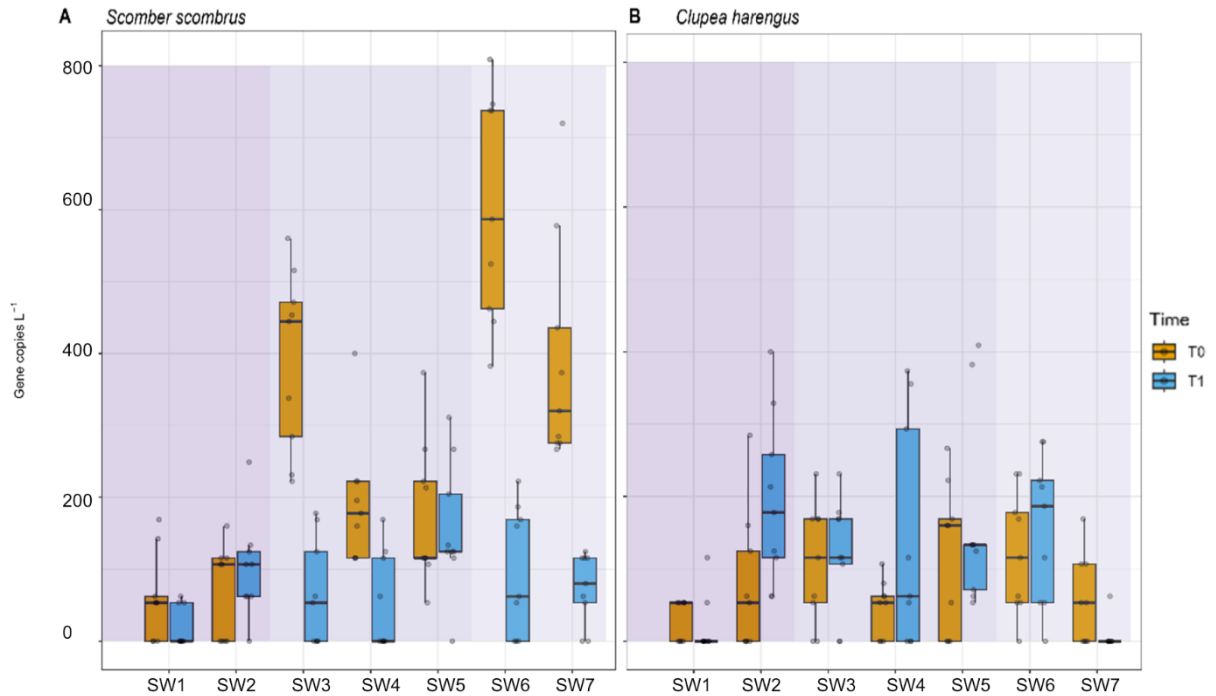 A Scomber scombrus
B Clupea harengus
800
600
400
200
0
Gene copies L⁻¹
SW1 SW2 SW3 SW4 SW5 SW6 SW7
SW1 SW2 SW3 SW4 SW5 SW6 SW7
Time
T0
T1